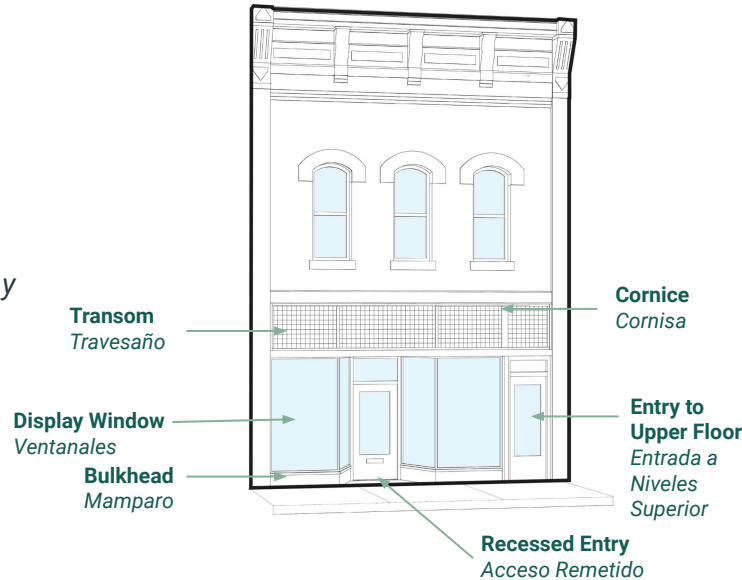 y
Transom
Travesaño
Display Window
Ventanales
Bulkhead
Mamparo
Cornice
Cornisa
Entry to
Upper Floor
Entrada a
Niveles
Superior
Recessed Entry
Acceso Remetido